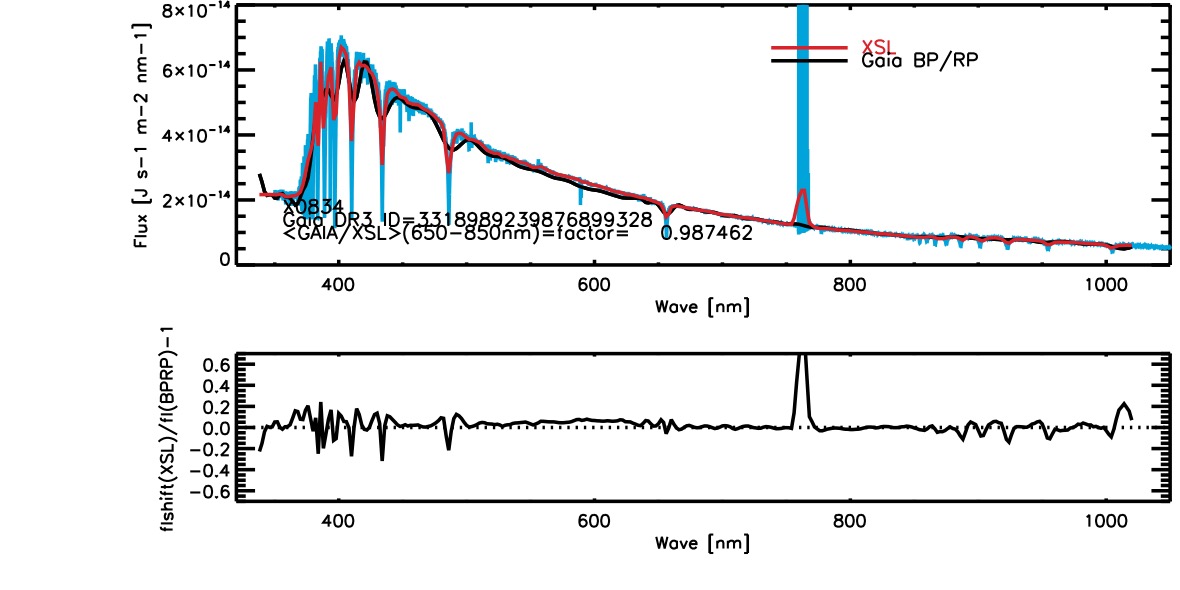 8×10−14
6×10−14
4×10−14
2×10−14
0
Flux [J s−1 m−2 nm−1]
XSL
Gaia BP/RP
X0834
Gaia DR3 ID=3318989239876899328
<GAIA/XSL>(650−850nm)=factor= 0.987462
400 600 800 1000
Wave [nm]
flshift(XSL)/fl(BPRP)−1
0.6
0.4
0.2
0.0
−0.2
−0.4
−0.6
400 600 800 1000
Wave [nm]